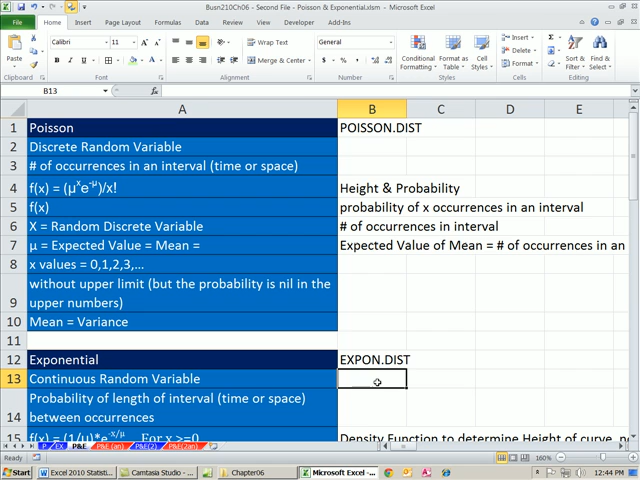 Busn210Ch06 - Second File - Poisson & Exponential.xlsm - Microsoft Excel
File Home Insert Page Layout Formulas Data Review View Developer Add-Ins
Calibri 11 Wrap Text General
Paste B I U Merge & Center $ % , Conditional Formatting Format as Table Cell Styles Insert Delete Format Sort & Filter Find & Select
Clipboard Font Alignment Number Styles Cells Editing
B13 fx
A B C D E
1 Poisson POISSON.DIST
2 Discrete Random Variable
3 # of occurrences in an interval (time or space)
4 f(x) = (μˣe⁻μ)/x! Height & Probability
5 f(x) probability of x occurrences in an interval
6 X = Random Discrete Variable # of occurrences in interval
7 μ = Expected Value = Mean = Expected Value of Mean = # of occurrences in an
8 x values = 0,1,2,3,...
without upper limit (but the probability is nil in the
9 upper numbers)
10 Mean = Variance
11
12 Exponential EXPON.DIST
13 Continuous Random Variable
Probability of length of interval (time or space)
14 between occurrences
15 f(x) = (1/μ)*e^-x/μ For x >=0 Density Function to determine Height of curve,
P EX P&E P&E (an) P&E(2) P&E(2an)
Ready 160%
Start Excel 2010 Statisti... Camtasia Studio - ... Chapter06 Microsoft Excel - ... 12:44 PM